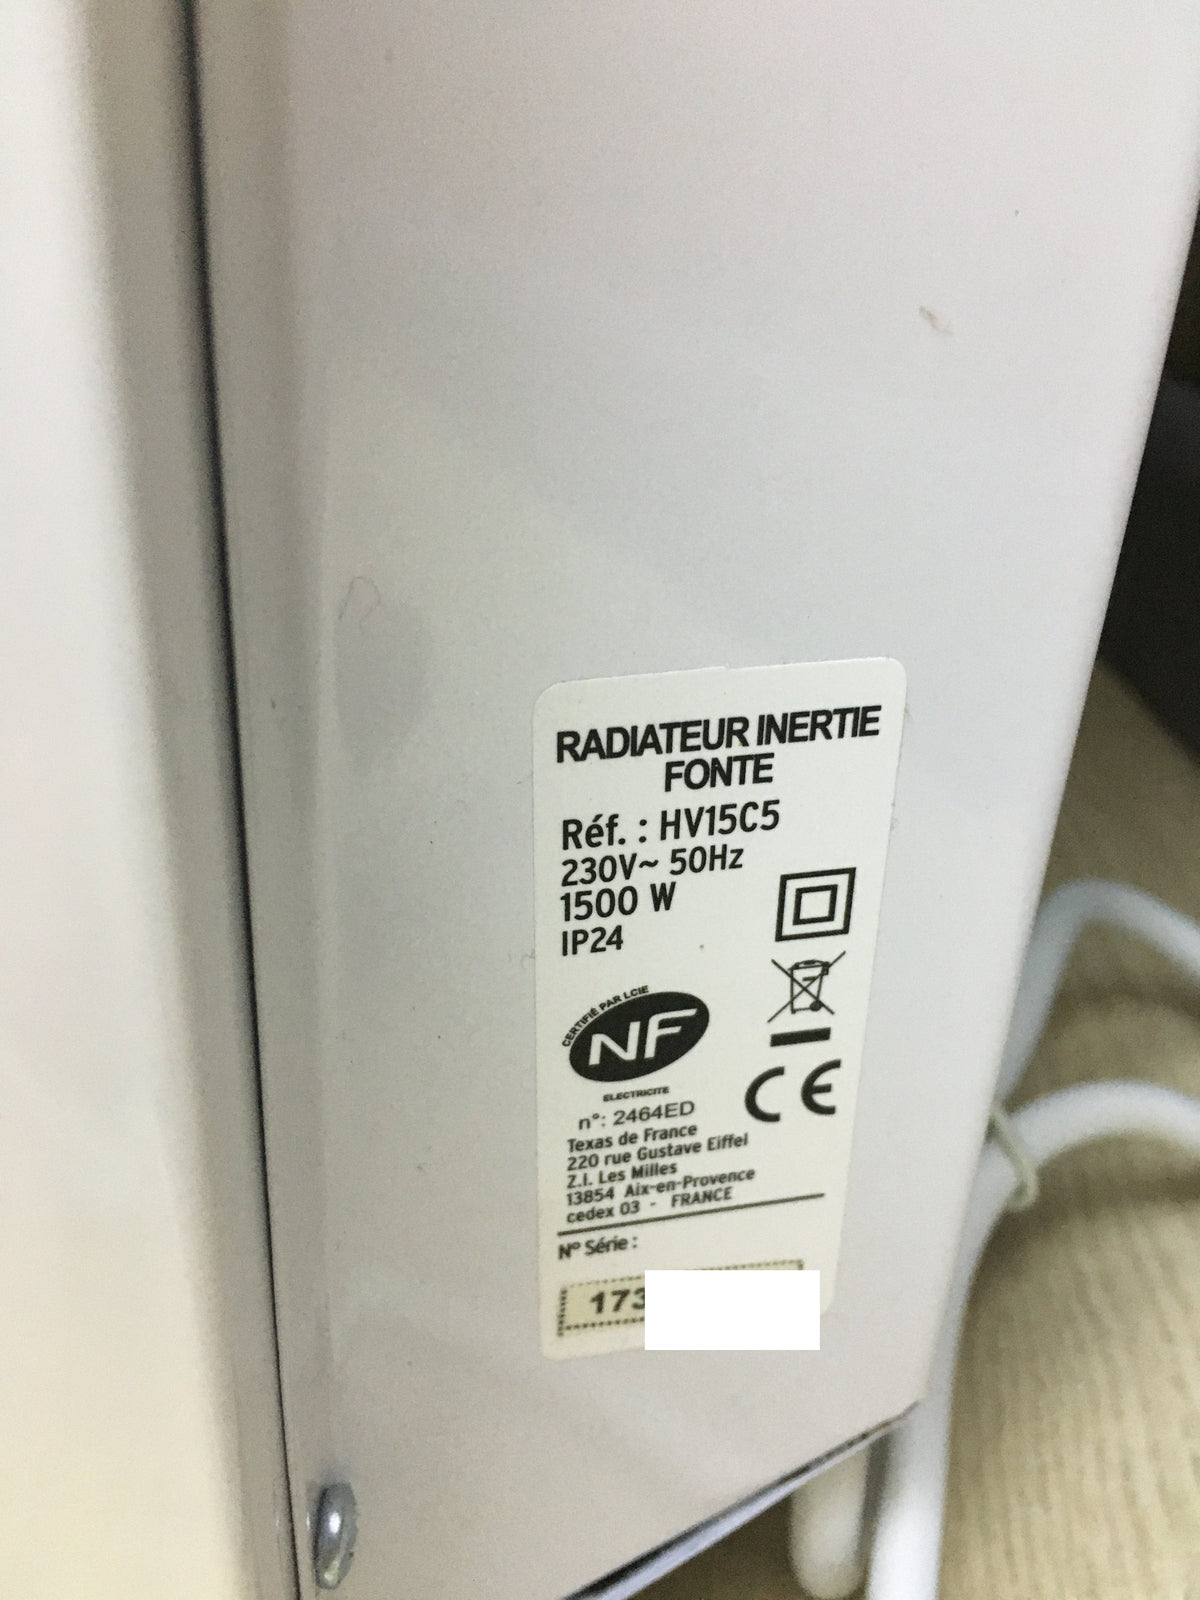 RADIATEUR INERTIE
FONTE
Réf. : HV15C5
230V~ 50Hz
1500 W
IP24
CERTIFIÉ PAR LCIE
NF
ELECTRICITE
CE
n°: 2464ED
Texas de France
220 rue Gustave Eiffel
Z.I. Les Milles
13854 Aix-en-Provence
cedex 03 - FRANCE
N° Série :
173